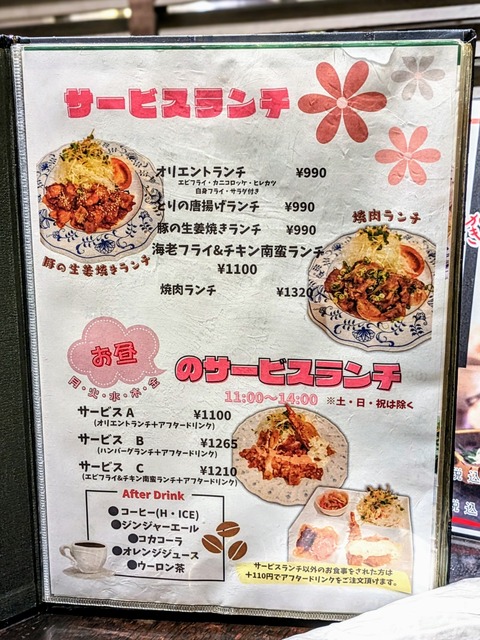 サービスランチ
オリエントランチ ¥990
エビフライ・カニコロッケ・ヒレカツ
白身フライ・サラダ付き
とりの唐揚げランチ ¥990
豚の生姜焼きランチ ¥990
海老フライ&チキン南蛮ランチ
¥1100
焼肉ランチ ¥1320
豚の生姜焼きランチ
焼肉ランチ
お昼
月・火・水・木・金
のサービスランチ
11:00〜14:00 ※土・日・祝は除く
サービスA ¥1100
(オリエントランチ+アフタードリンク)
サービス B ¥1265
(ハンバーグランチ+アフタードリンク)
サービス C ¥1210
(エビフライ&チキン南蛮ランチ+アフタードリンク)
After Drink
●コーヒー(H・ICE)
●ジンジャーエール
●コカコーラ
●オレンジジュース
●ウーロン茶
サービスランチ以外のお食事をされた方は
+110円でアフタードリンクをご注文頂けます。